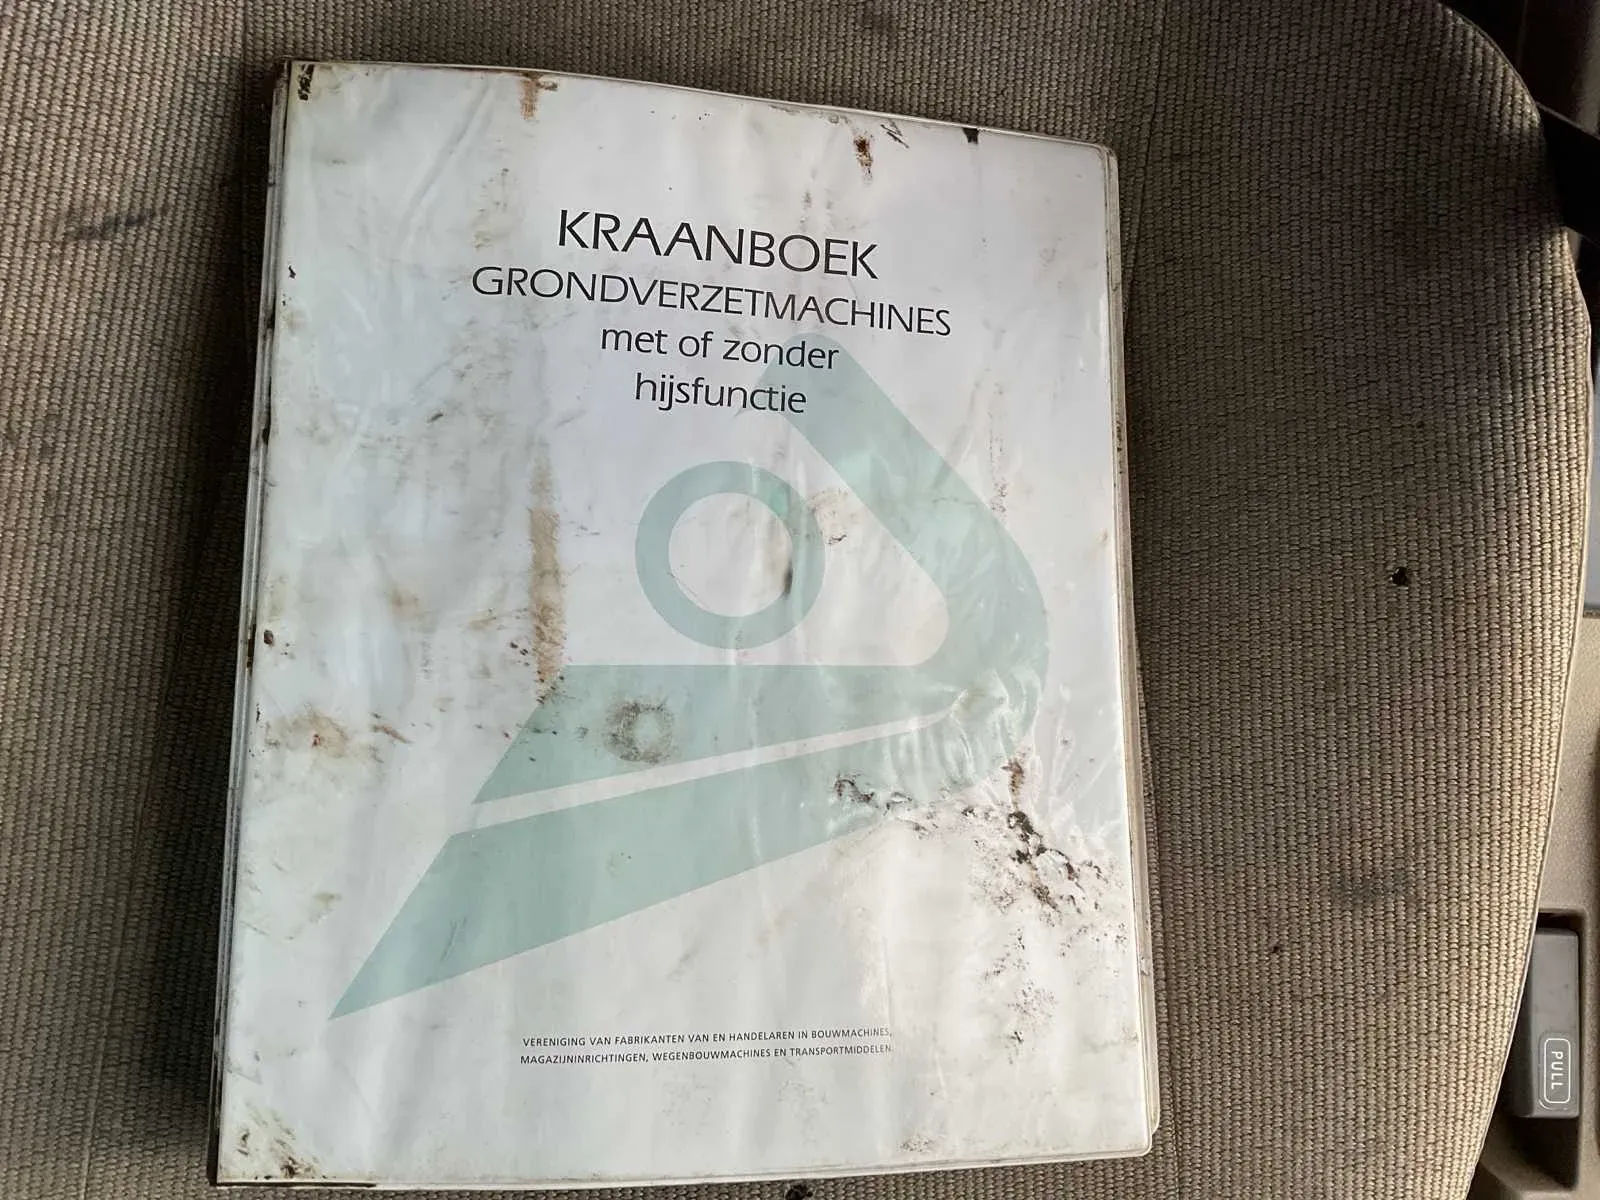 KRAANBOEK
GRONDVERZETMACHINES
met of zonder
hijsfunctie
VERENIGING VAN FABRIKANTEN VAN EN HANDELAREN IN BOUWMACHINES,
MAGAZIJNINRICHTINGEN, WEGENBOUWMACHINES EN TRANSPORTMIDDELEN.
PULL